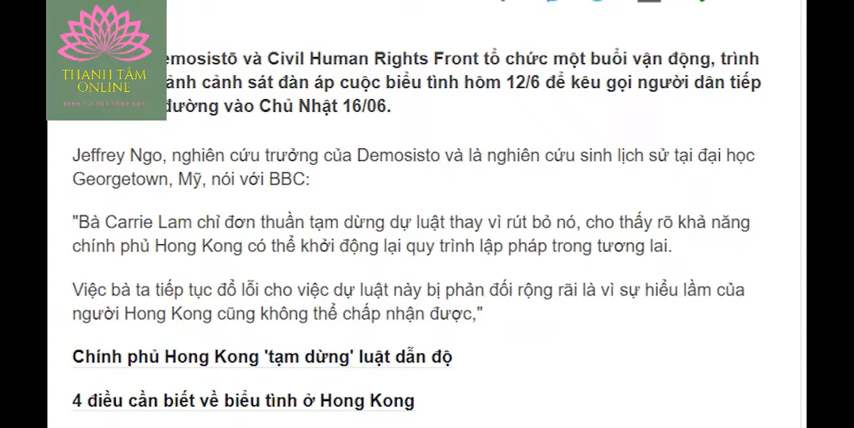 THANH TÂM
ONLINE
emosistō và Civil Human Rights Front tổ chức một buổi vận động, trình
ảnh cảnh sát đàn áp cuộc biểu tình hôm 12/6 để kêu gọi người dân tiếp
đường vào Chủ Nhật 16/06.
Jeffrey Ngo, nghiên cứu trưởng của Demosisto và là nghiên cứu sinh lịch sử tại đại học
Georgetown, Mỹ, nói với BBC:
"Bà Carrie Lam chỉ đơn thuần tạm dừng dự luật thay vì rút bỏ nó, cho thấy rõ khả năng
chính phủ Hong Kong có thể khởi động lại quy trình lập pháp trong tương lai.
Việc bà ta tiếp tục đổ lỗi cho việc dự luật này bị phản đối rộng rãi là vì sự hiểu lầm của
người Hong Kong cũng không thể chấp nhận được,"
Chính phủ Hong Kong 'tạm dừng' luật dẫn độ
4 điều cần biết về biểu tình ở Hong Kong